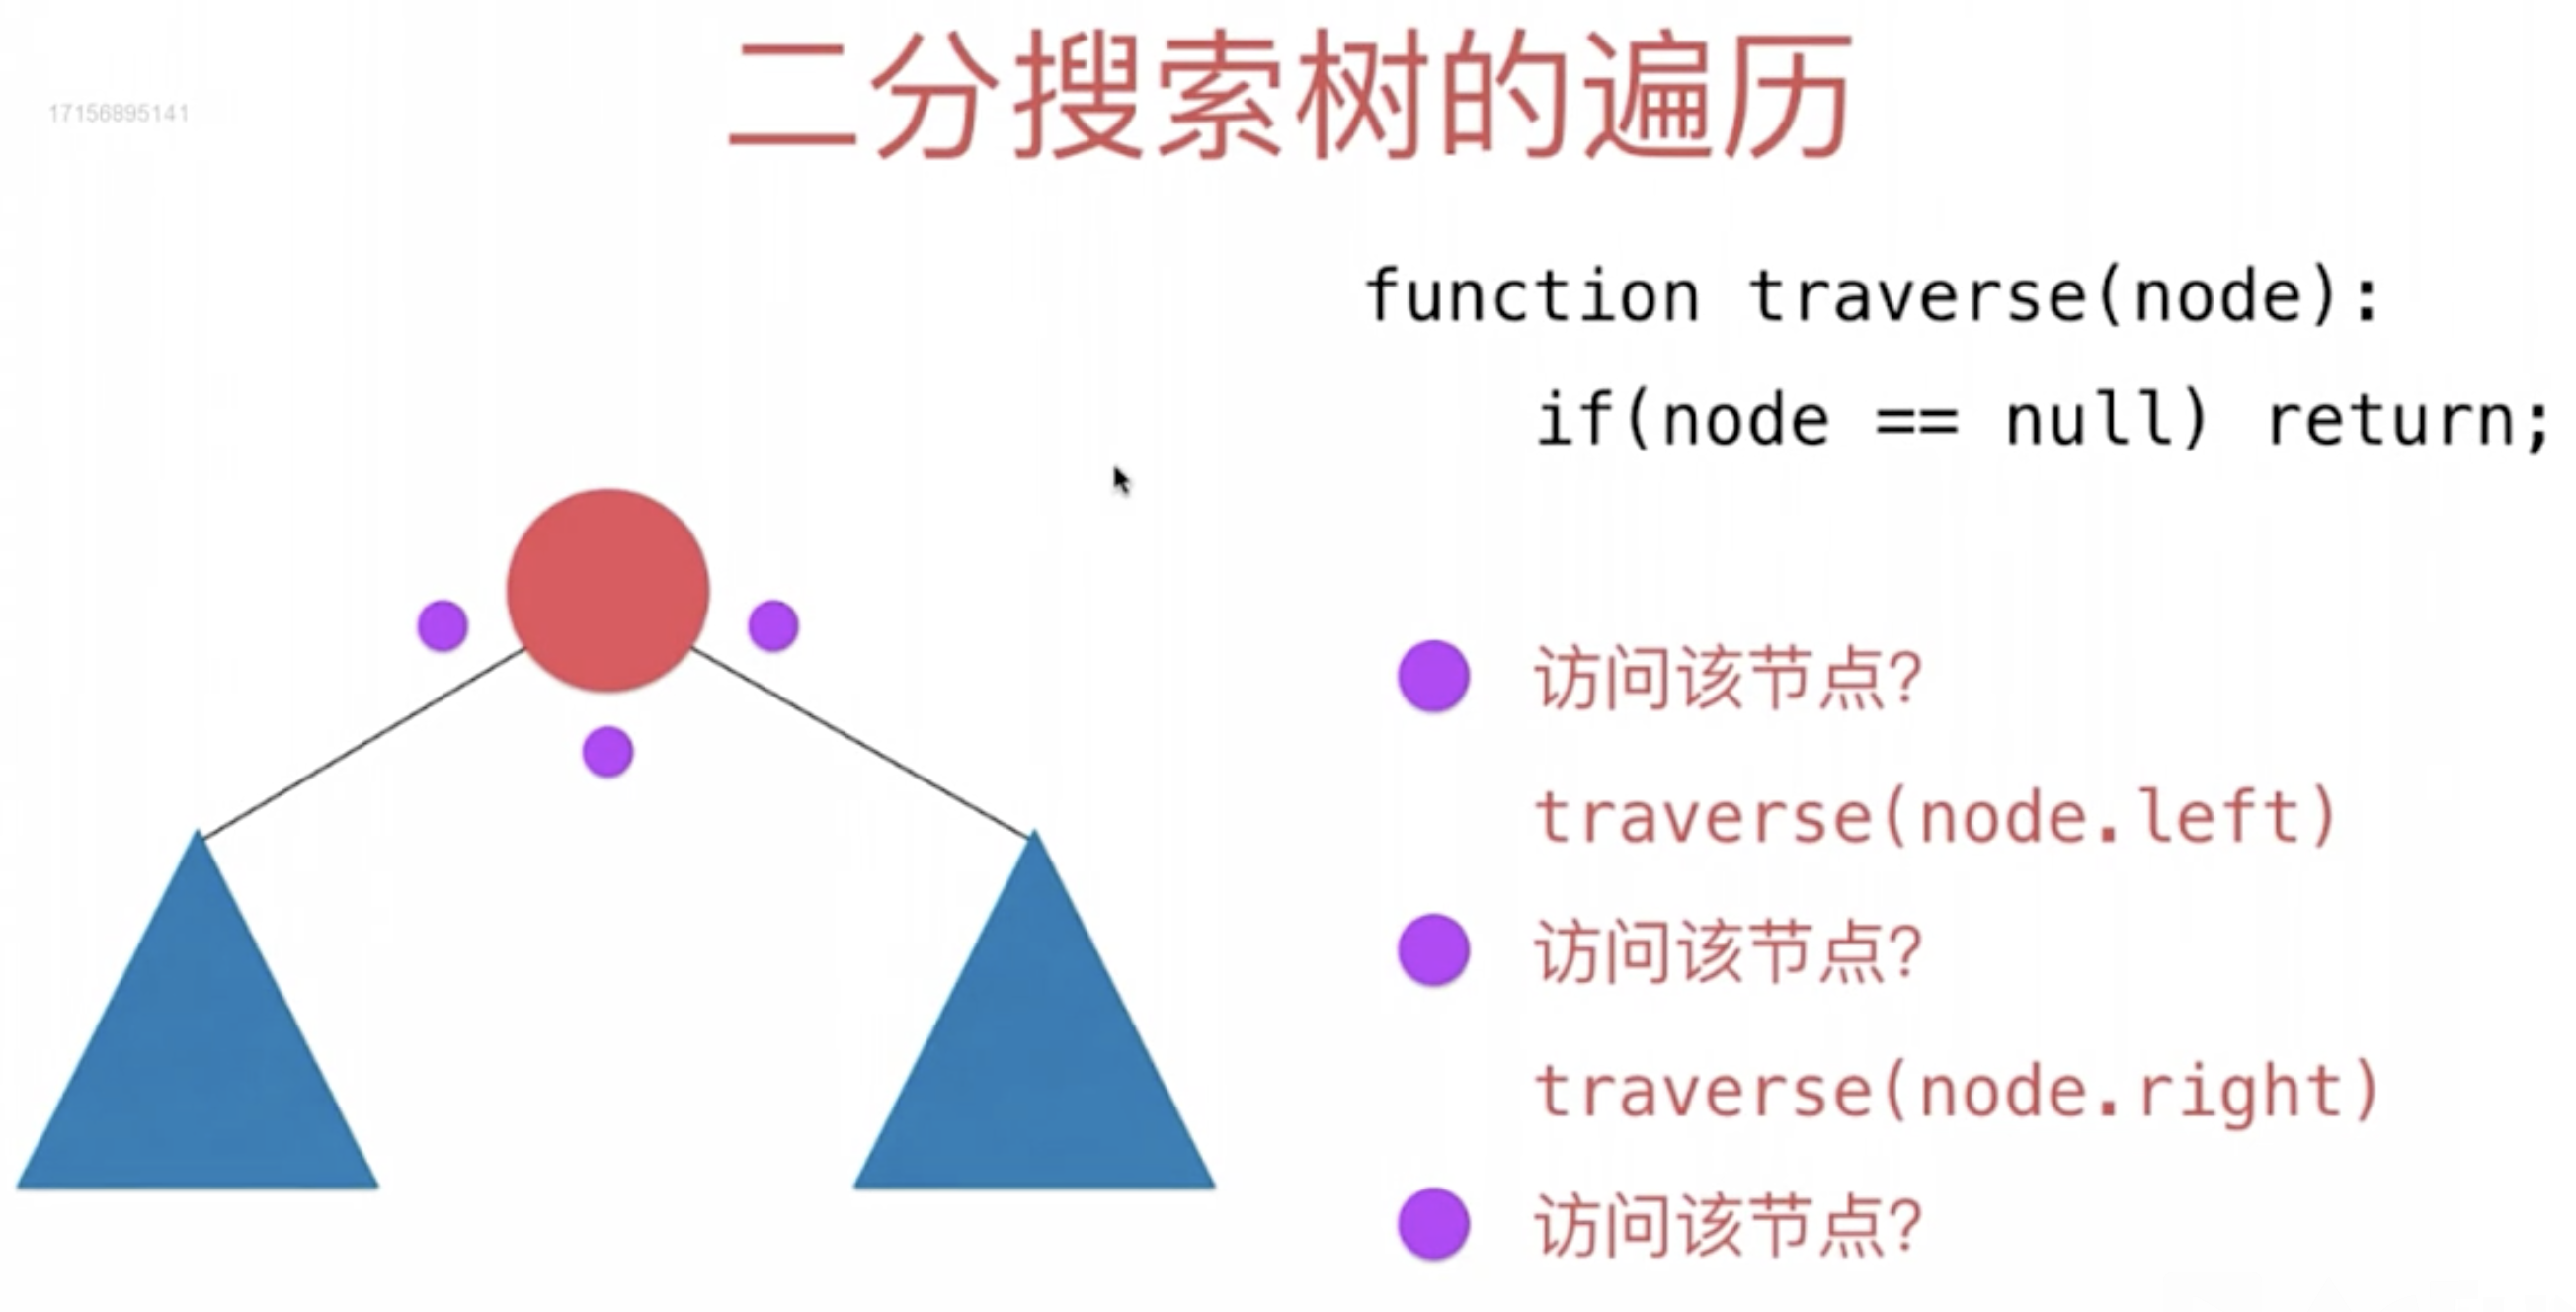 二分搜索树的遍历
17156895141
function traverse(node):
if(node == null) return;
访问该节点?
traverse(node.left)
访问该节点?
traverse(node.right)
访问该节点?